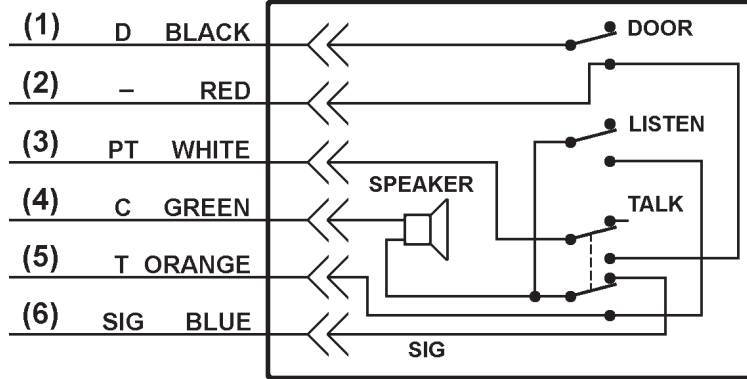 (1) D BLACK
DOOR
(2) – RED
LISTEN
(3) PT WHITE
SPEAKER
TALK
(4) C GREEN
(5) T ORANGE
(6) SIG BLUE
SIG